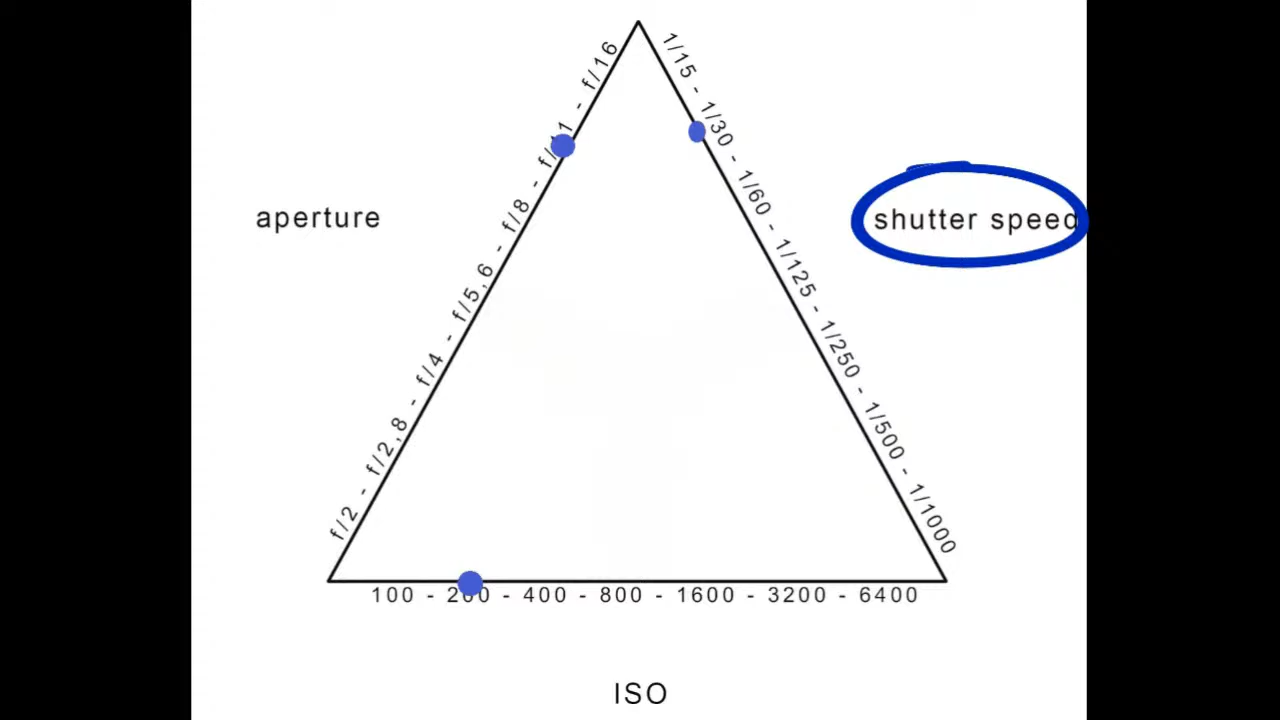 f/2 - f/2,8 - f/4 - f/5,6 - f/8 - f/11 - f/16
1/15 - 1/30 - 1/60 - 1/125 - 1/250 - 1/500 - 1/1000
aperture
shutter speed
100 - 200 - 400 - 800 - 1600 - 3200 - 6400
ISO